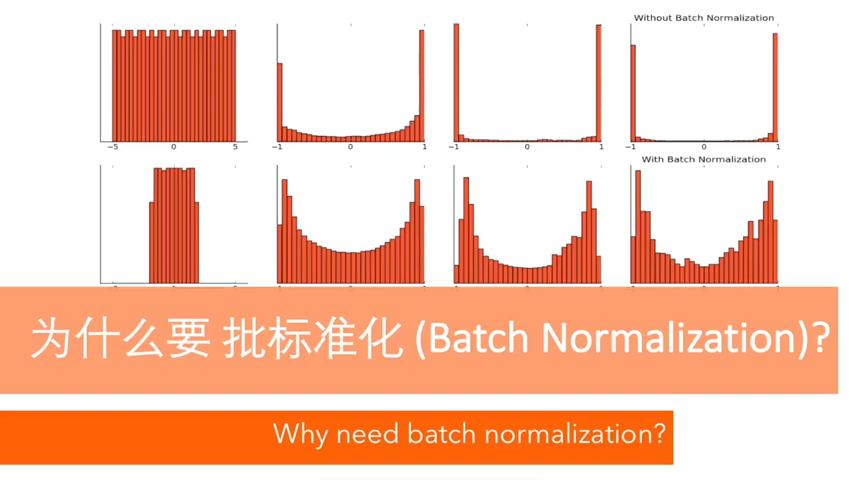 Without Batch Normalization
−5 0 5 −1 0 1 −1 0 1 −1 0 1
With Batch Normalization
为什么要 批标准化 (Batch Normalization)?
Why need batch normalization?